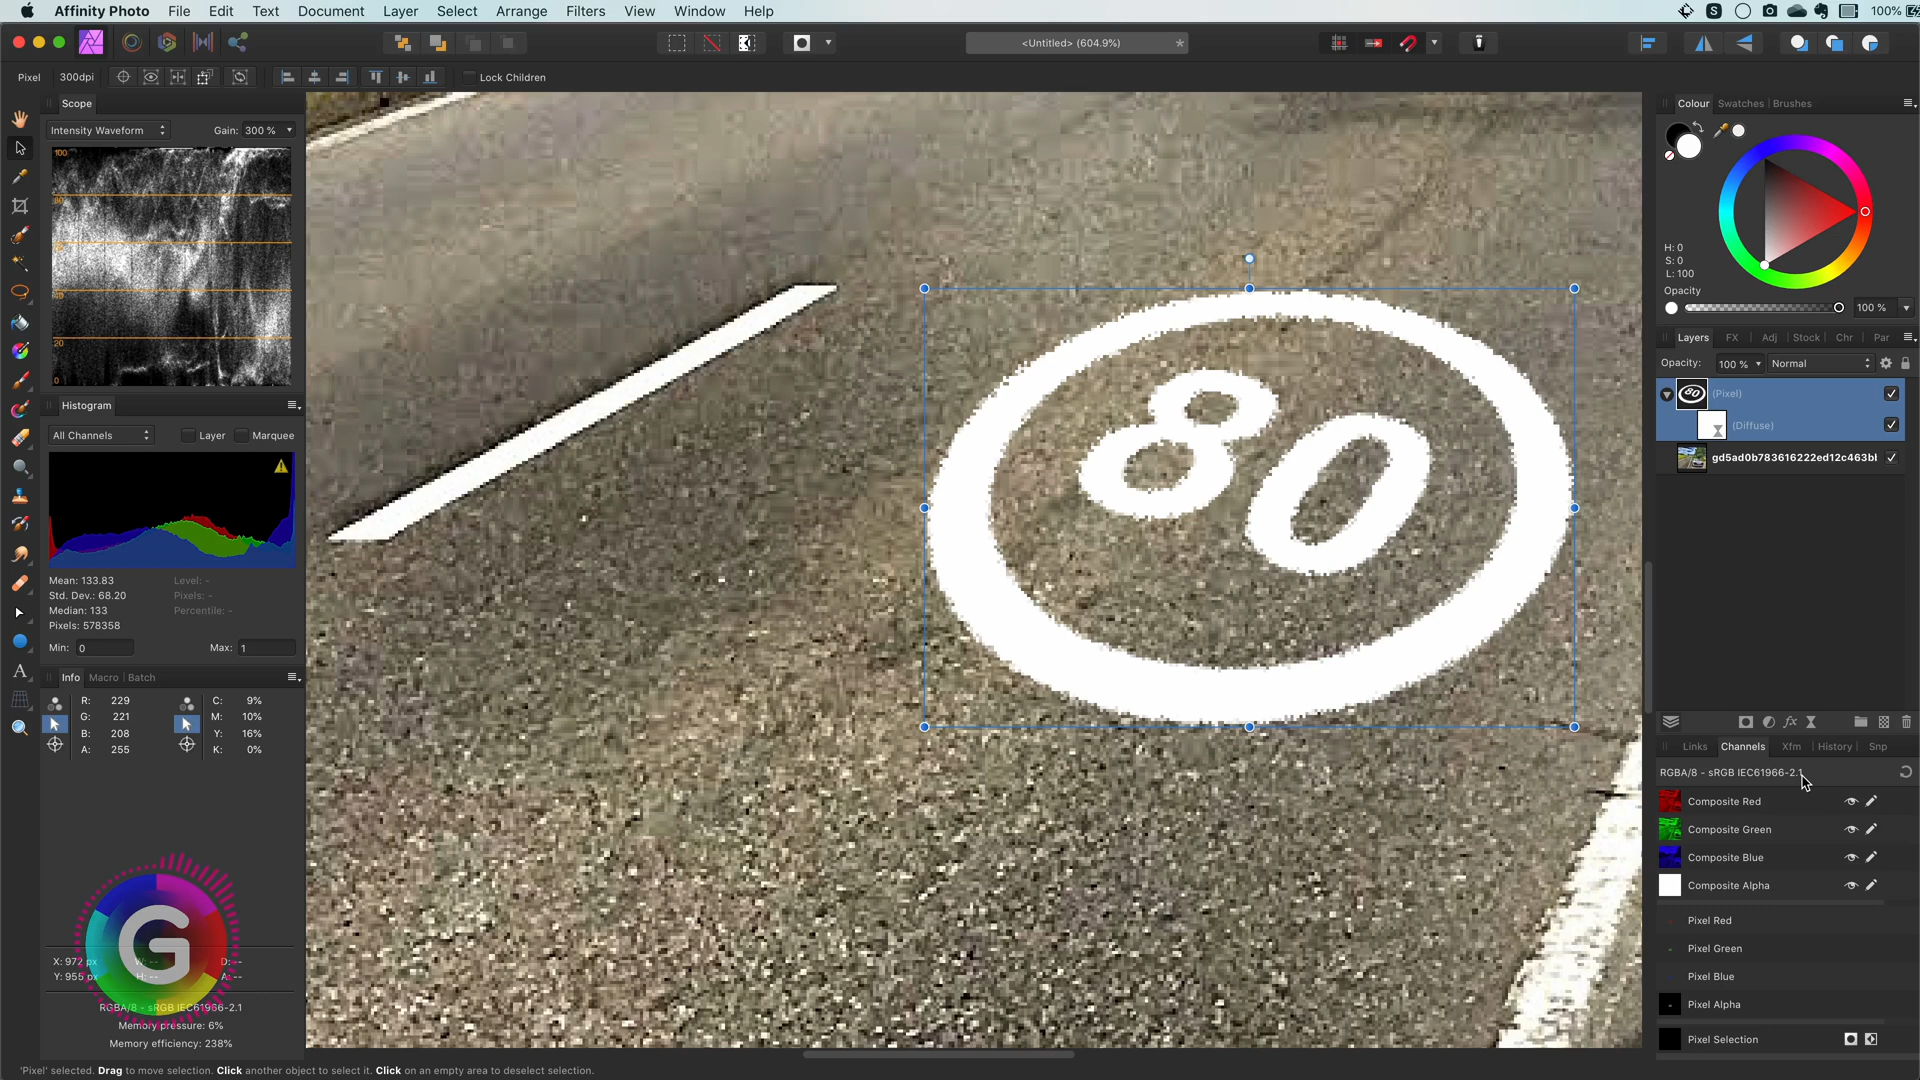 Affinity Photo File Edit Text Document Layer Select Arrange Filters View Window Help
100%
<Untitled> (604.9%)
*
Pixel 300dpi Lock Children
Scope
Intensity Waveform Gain: 300 %
100
80
40
20
0
Histogram
All Channels Layer Marquee
Mean: 133.83 Level: -
Std. Dev.: 68.20 Pixels: -
Median: 133 Percentile: -
Pixels: 578358
Min: 0 Max: 1
Info Macro Batch
R: 229 C: 9%
G: 221 M: 10%
B: 208 Y: 16%
A: 255 K: 0%
G
X: 972 px W: -- D: --
Y: 955 px H: -- A: --
RGBA/8 - sRGB IEC61966-2.1
Memory pressure: 6%
Memory efficiency: 238%
80
Colour Swatches Brushes
H: 0
S: 0
L: 100
Opacity
100 %
Layers FX Adj Stock Chr Par
Opacity: 100 % Normal
80 (Pixel)
(Diffuse)
gd5ad0b783616222ed12c463bl
fx
Links Channels Xfm History Snp
RGBA/8 - sRGB IEC61966-2.1
Composite Red
Composite Green
Composite Blue
Composite Alpha
Pixel Red
Pixel Green
Pixel Blue
Pixel Alpha
Pixel Selection
'Pixel' selected. Drag to move selection. Click another object to select it. Click on an empty area to deselect selection.